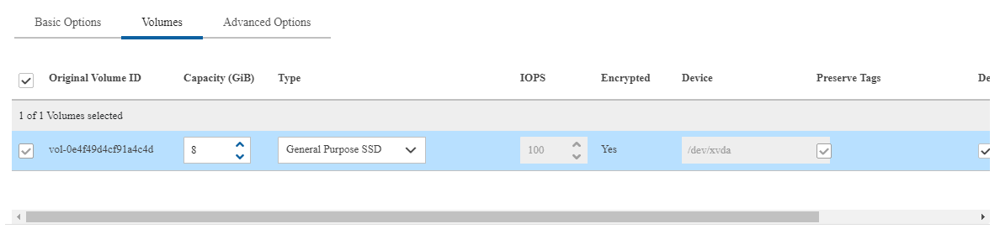 Basic Options Volumes Advanced Options
Original Volume ID Capacity (GiB) Type IOPS Encrypted Device Preserve Tags De
1 of 1 Volumes selected
vol-0e4f49d4cf91a4c4d 8 General Purpose SSD 100 Yes /dev/xvda